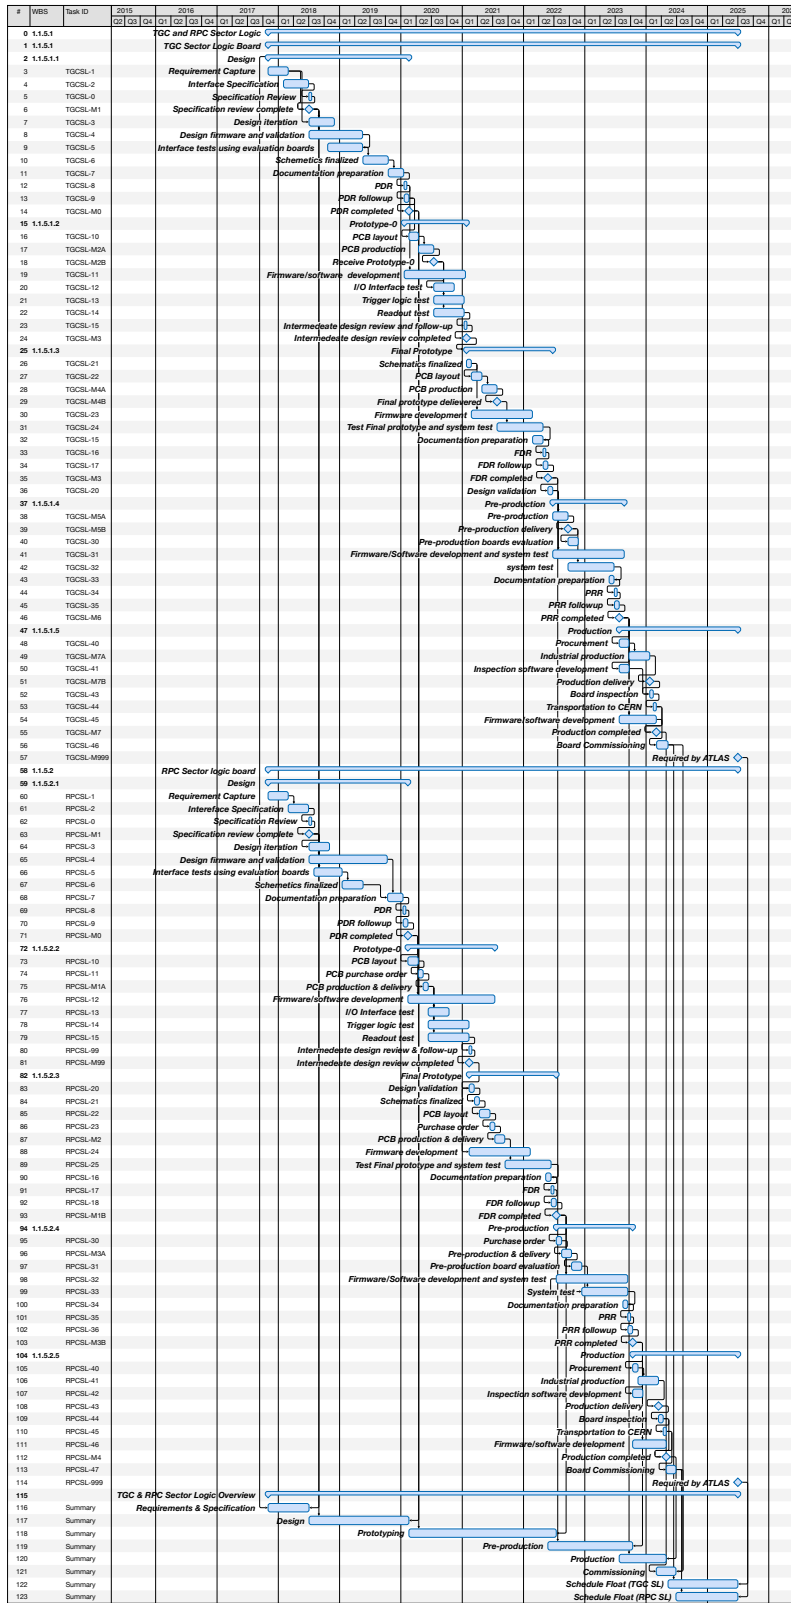 # WBS Task ID 2015 2016 2017 2018 2019 2020 2021 2022 2023 2024 2025 202
Q2 Q3 Q4 Q1 Q2 Q3 Q4 Q1 Q2 Q3 Q4 Q1 Q2 Q3 Q4 Q1 Q2 Q3 Q4 Q1 Q2 Q3 Q4 Q1 Q2 Q3 Q4 Q1 Q2 Q3 Q4 Q1 Q2 Q3 Q4 Q1 Q2 Q3 Q4 Q1 Q2 Q3 Q4 Q1 Q
0 1.1.5.1 TGC and RPC Sector Logic
1 1.1.5.1 TGC Sector Logic Board
2 1.1.5.1.1 Design
3 TGCSL-1 Requirement Capture
4 TGCSL-2 Interface Specification
5 TGCSL-0 Specification Review
6 TGCSL-M1 Specification review complete
7 TGCSL-3 Design iteration
8 TGCSL-4 Design firmware and validation
9 TGCSL-5 Interface tests using evaluation boards
10 TGCSL-6 Schemetics finalized
11 TGCSL-7 Documentation preparation
12 TGCSL-8 PDR
13 TGCSL-9 PDR followup
14 TGCSL-M0 PDR completed
15 1.1.5.1.2 Prototype-0
16 TGCSL-10 PCB layout
17 TGCSL-M2A PCB production
18 TGCSL-M2B Receive Prototype-0
19 TGCSL-11 Firmware/software development
20 TGCSL-12 I/O Interface test
21 TGCSL-13 Trigger logic test
22 TGCSL-14 Readout test
23 TGCSL-15 Intermedeate design review and follow-up
24 TGCSL-M3 Intermedeate design review completed
25 1.1.5.1.3 Final Prototype
26 TGCSL-21 Schematics finalized
27 TGCSL-22 PCB layout
28 TGCSL-M4A PCB production
29 TGCSL-M4B Final prototype delievered
30 TGCSL-23 Firmware development
31 TGCSL-24 Test Final prototype and system test
32 TGCSL-15 Documentation preparation
33 TGCSL-16 FDR
34 TGCSL-17 FDR followup
35 TGCSL-M3 FDR completed
36 TGCSL-20 Design validation
37 1.1.5.1.4 Pre-production
38 TGCSL-M5A Pre-production
39 TGCSL-M5B Pre-production delivery
40 TGCSL-30 Pre-production boards evaluation
41 TGCSL-31 Firmware/Software development and system test
42 TGCSL-32 system test
43 TGCSL-33 Documentation preparation
44 TGCSL-34 PRR
45 TGCSL-35 PRR followup
46 TGCSL-M6 PRR completed
47 1.1.5.1.5 Production
48 TGCSL-40 Procurement
49 TGCSL-M7A Industrial production
50 TGCSL-41 Inspection software development
51 TGCSL-M7B Production delivery
52 TGCSL-43 Board inspection
53 TGCSL-44 Transportation to CERN
54 TGCSL-45 Firmware/software development
55 TGCSL-M7 Production completed
56 TGCSL-46 Board Commissioning
57 TGCSL-M999 Required by ATLAS
58 1.1.5.2 RPC Sector logic board
59 1.1.5.2.1 Design
60 RPCSL-1 Requirement Capture
61 RPCSL-2 Intereface Specification
62 RPCSL-0 Specification Review
63 RPCSL-M1 Specification review complete
64 RPCSL-3 Design iteration
65 RPCSL-4 Design firmware and validation
66 RPCSL-5 Interface tests using evaluation boards
67 RPCSL-6 Schemetics finalized
68 RPCSL-7 Documentation preparation
69 RPCSL-8 PDR
70 RPCSL-9 PDR followup
71 RPCSL-M0 PDR completed
72 1.1.5.2.2 Prototype-0
73 RPCSL-10 PCB layout
74 RPCSL-11 PCB purchase order
75 RPCSL-M1A PCB production & delivery
76 RPCSL-12 Firmware/software development
77 RPCSL-13 I/O Interface test
78 RPCSL-14 Trigger logic test
79 RPCSL-15 Readout test
80 RPCSL-99 Intermedeate design review & follow-up
81 RPCSL-M99 Intermedeate design review completed
82 1.1.5.2.3 Final Prototype
83 RPCSL-20 Design validation
84 RPCSL-21 Schematics finalized
85 RPCSL-22 PCB layout
86 RPCSL-23 Purchase order
87 RPCSL-M2 PCB production & delivery
88 RPCSL-24 Firmware development
89 RPCSL-25 Test Final prototype and system test
90 RPCSL-16 Documentation preparation
91 RPCSL-17 FDR
92 RPCSL-18 FDR followup
93 RPCSL-M1B FDR completed
94 1.1.5.2.4 Pre-production
95 RPCSL-30 Purchase order
96 RPCSL-M3A Pre-production & delivery
97 RPCSL-31 Pre-production board evaluation
98 RPCSL-32 Firmware/Software development and system test
99 RPCSL-33 System test
100 RPCSL-34 Documentation preparation
101 RPCSL-35 PRR
102 RPCSL-36 PRR followup
103 RPCSL-M3B PRR completed
104 1.1.5.2.5 Production
105 RPCSL-40 Procurement
106 RPCSL-41 Industrial production
107 RPCSL-42 Inspection software development
108 RPCSL-43 Production delivery
109 RPCSL-44 Board inspection
110 RPCSL-45 Transportation to CERN
111 RPCSL-46 Firmware/software development
112 RPCSL-M4 Production completed
113 RPCSL-47 Board Commissioning
114 RPCSL-999 Required by ATLAS
115 TGC & RPC Sector Logic Overview
116 Summary Requirements & Specification
117 Summary Design
118 Summary Prototyping
119 Summary Pre-production
120 Summary Production
121 Summary Commissioning
122 Summary Schedule Float (TGC SL)
123 Summary Schedule Float (RPC SL)